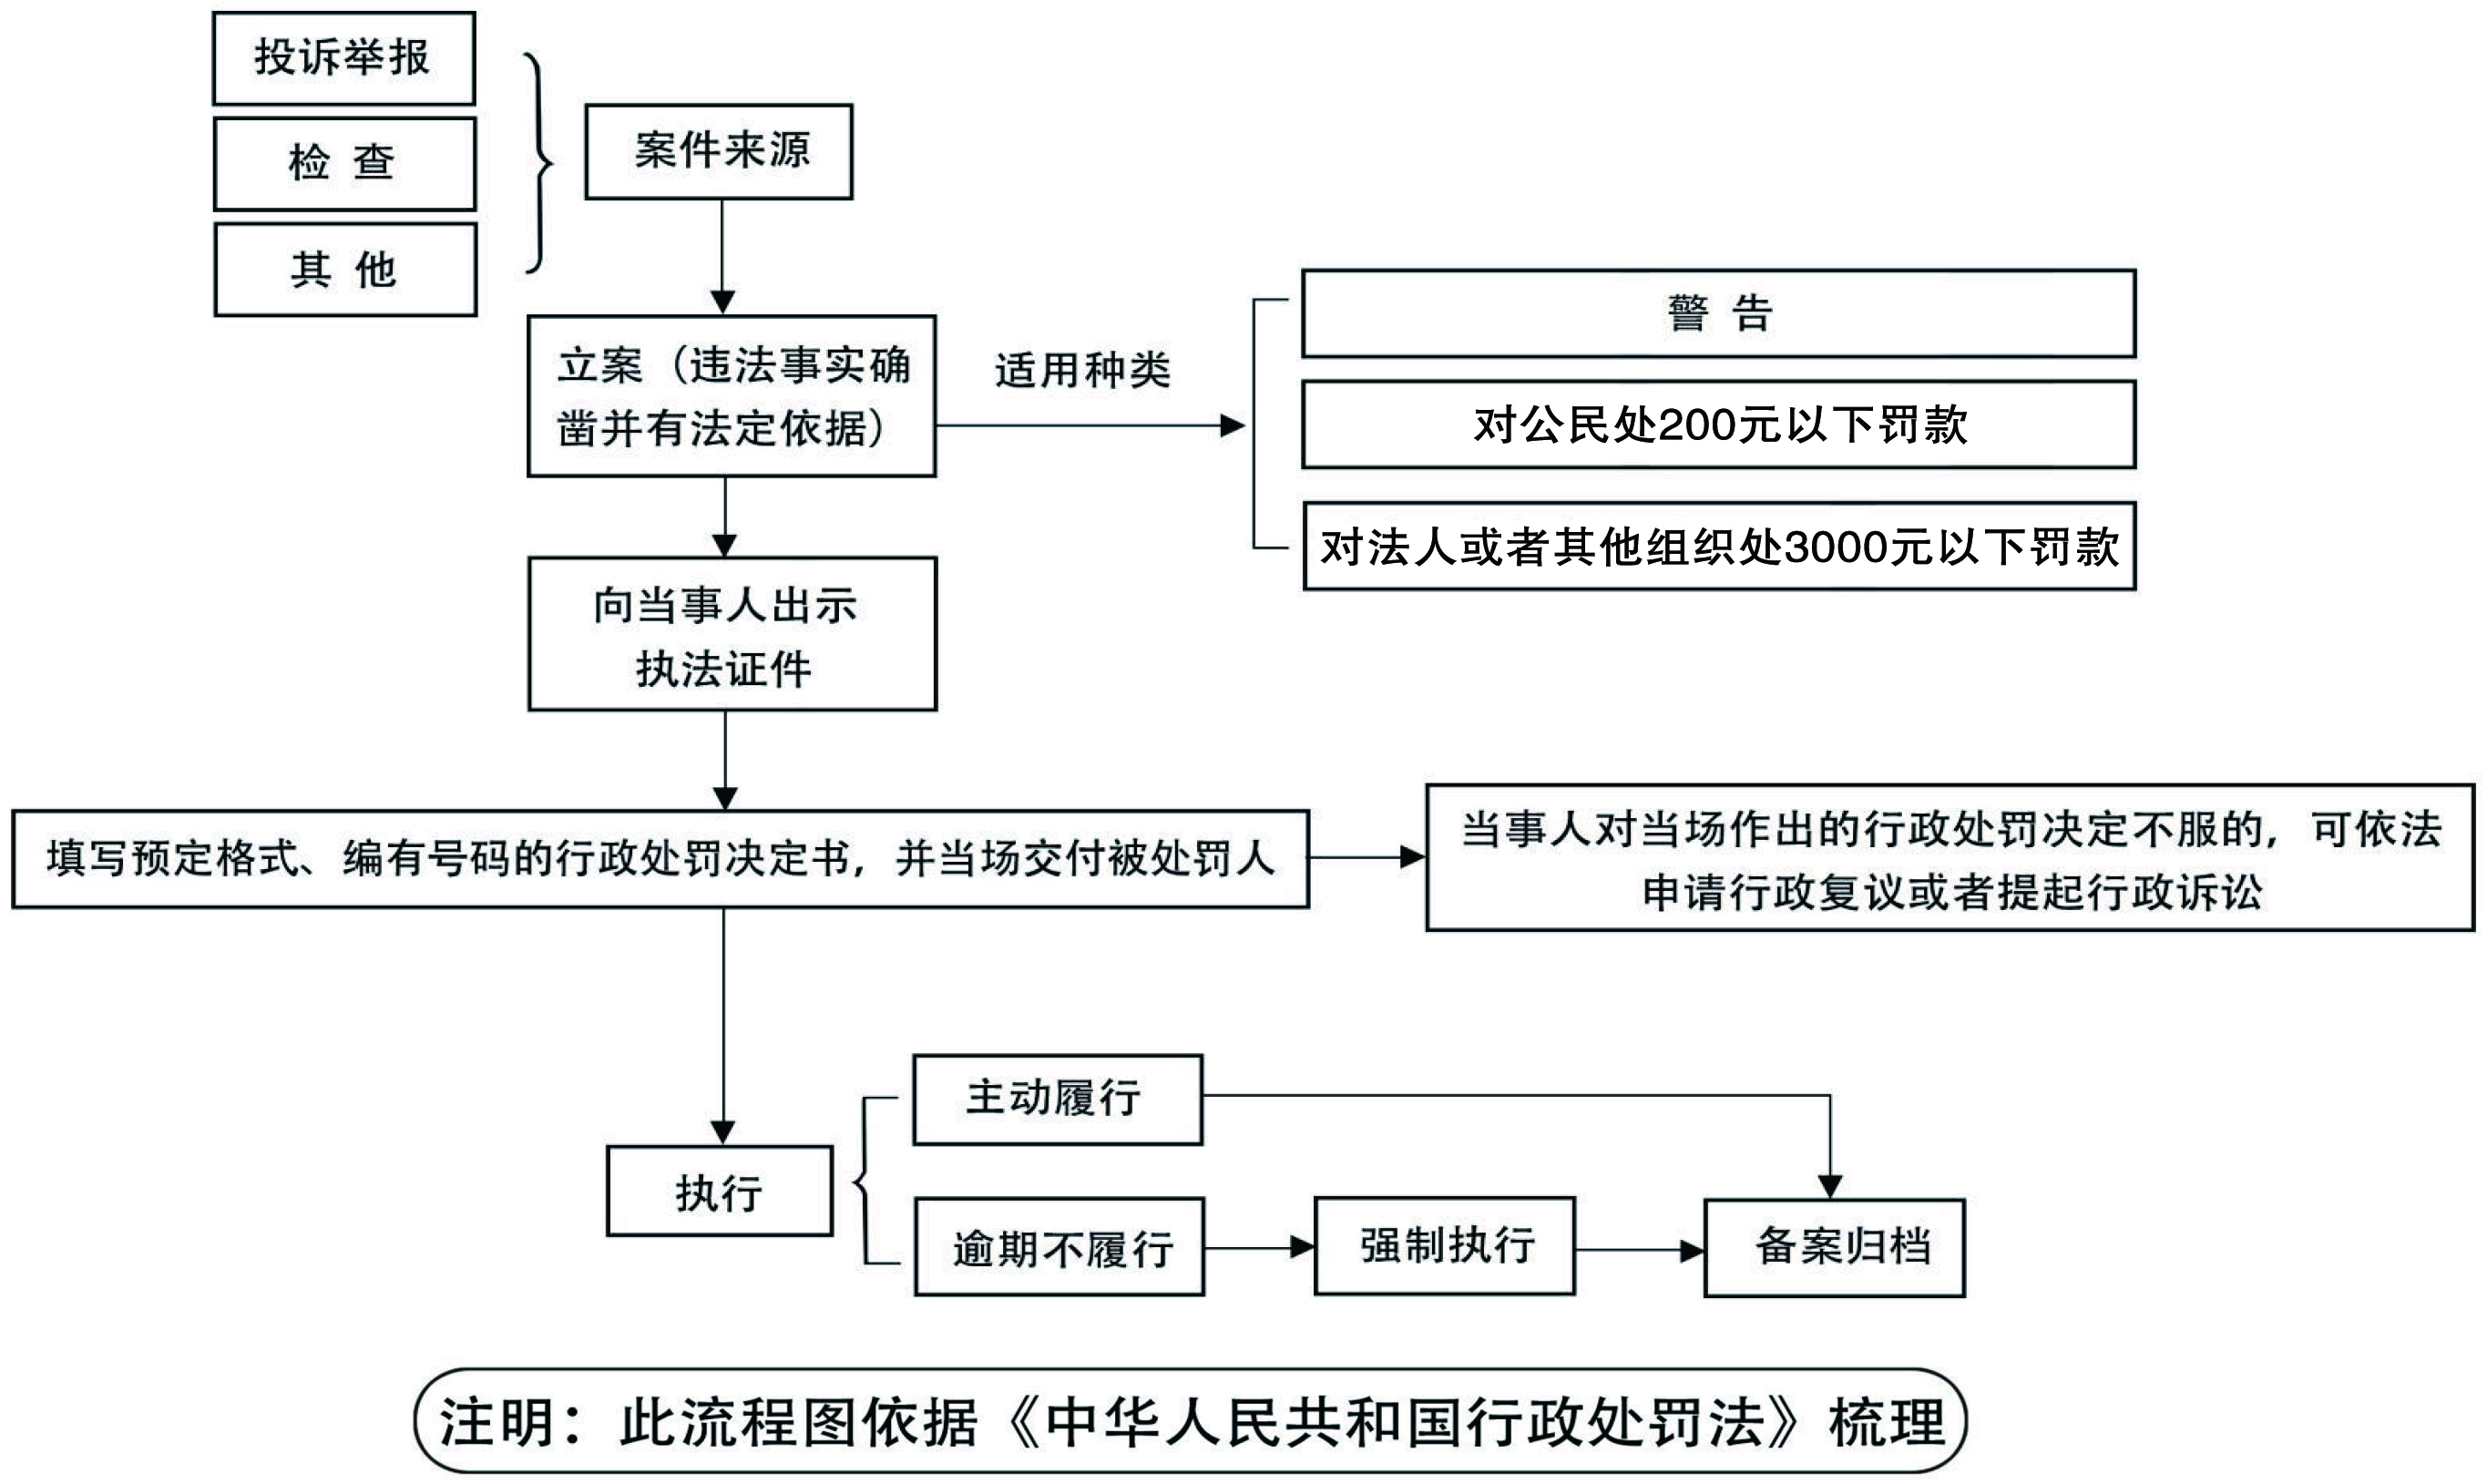 投诉举报
检 查
其 他
案件来源
立案（违法事实确
凿并有法定依据）
适用种类
警 告
对公民处200元以下罚款
对法人或者其他组织处3000元以下罚款
向当事人出示
执法证件
填写预定格式、编有号码的行政处罚决定书，并当场交付被处罚人
当事人对当场作出的行政处罚决定不服的，可依法
申请行政复议或者提起行政诉讼
执行
主动履行
逾期不履行
强制执行
备案归档
注明：此流程图依据《中华人民共和国行政处罚法》梳理